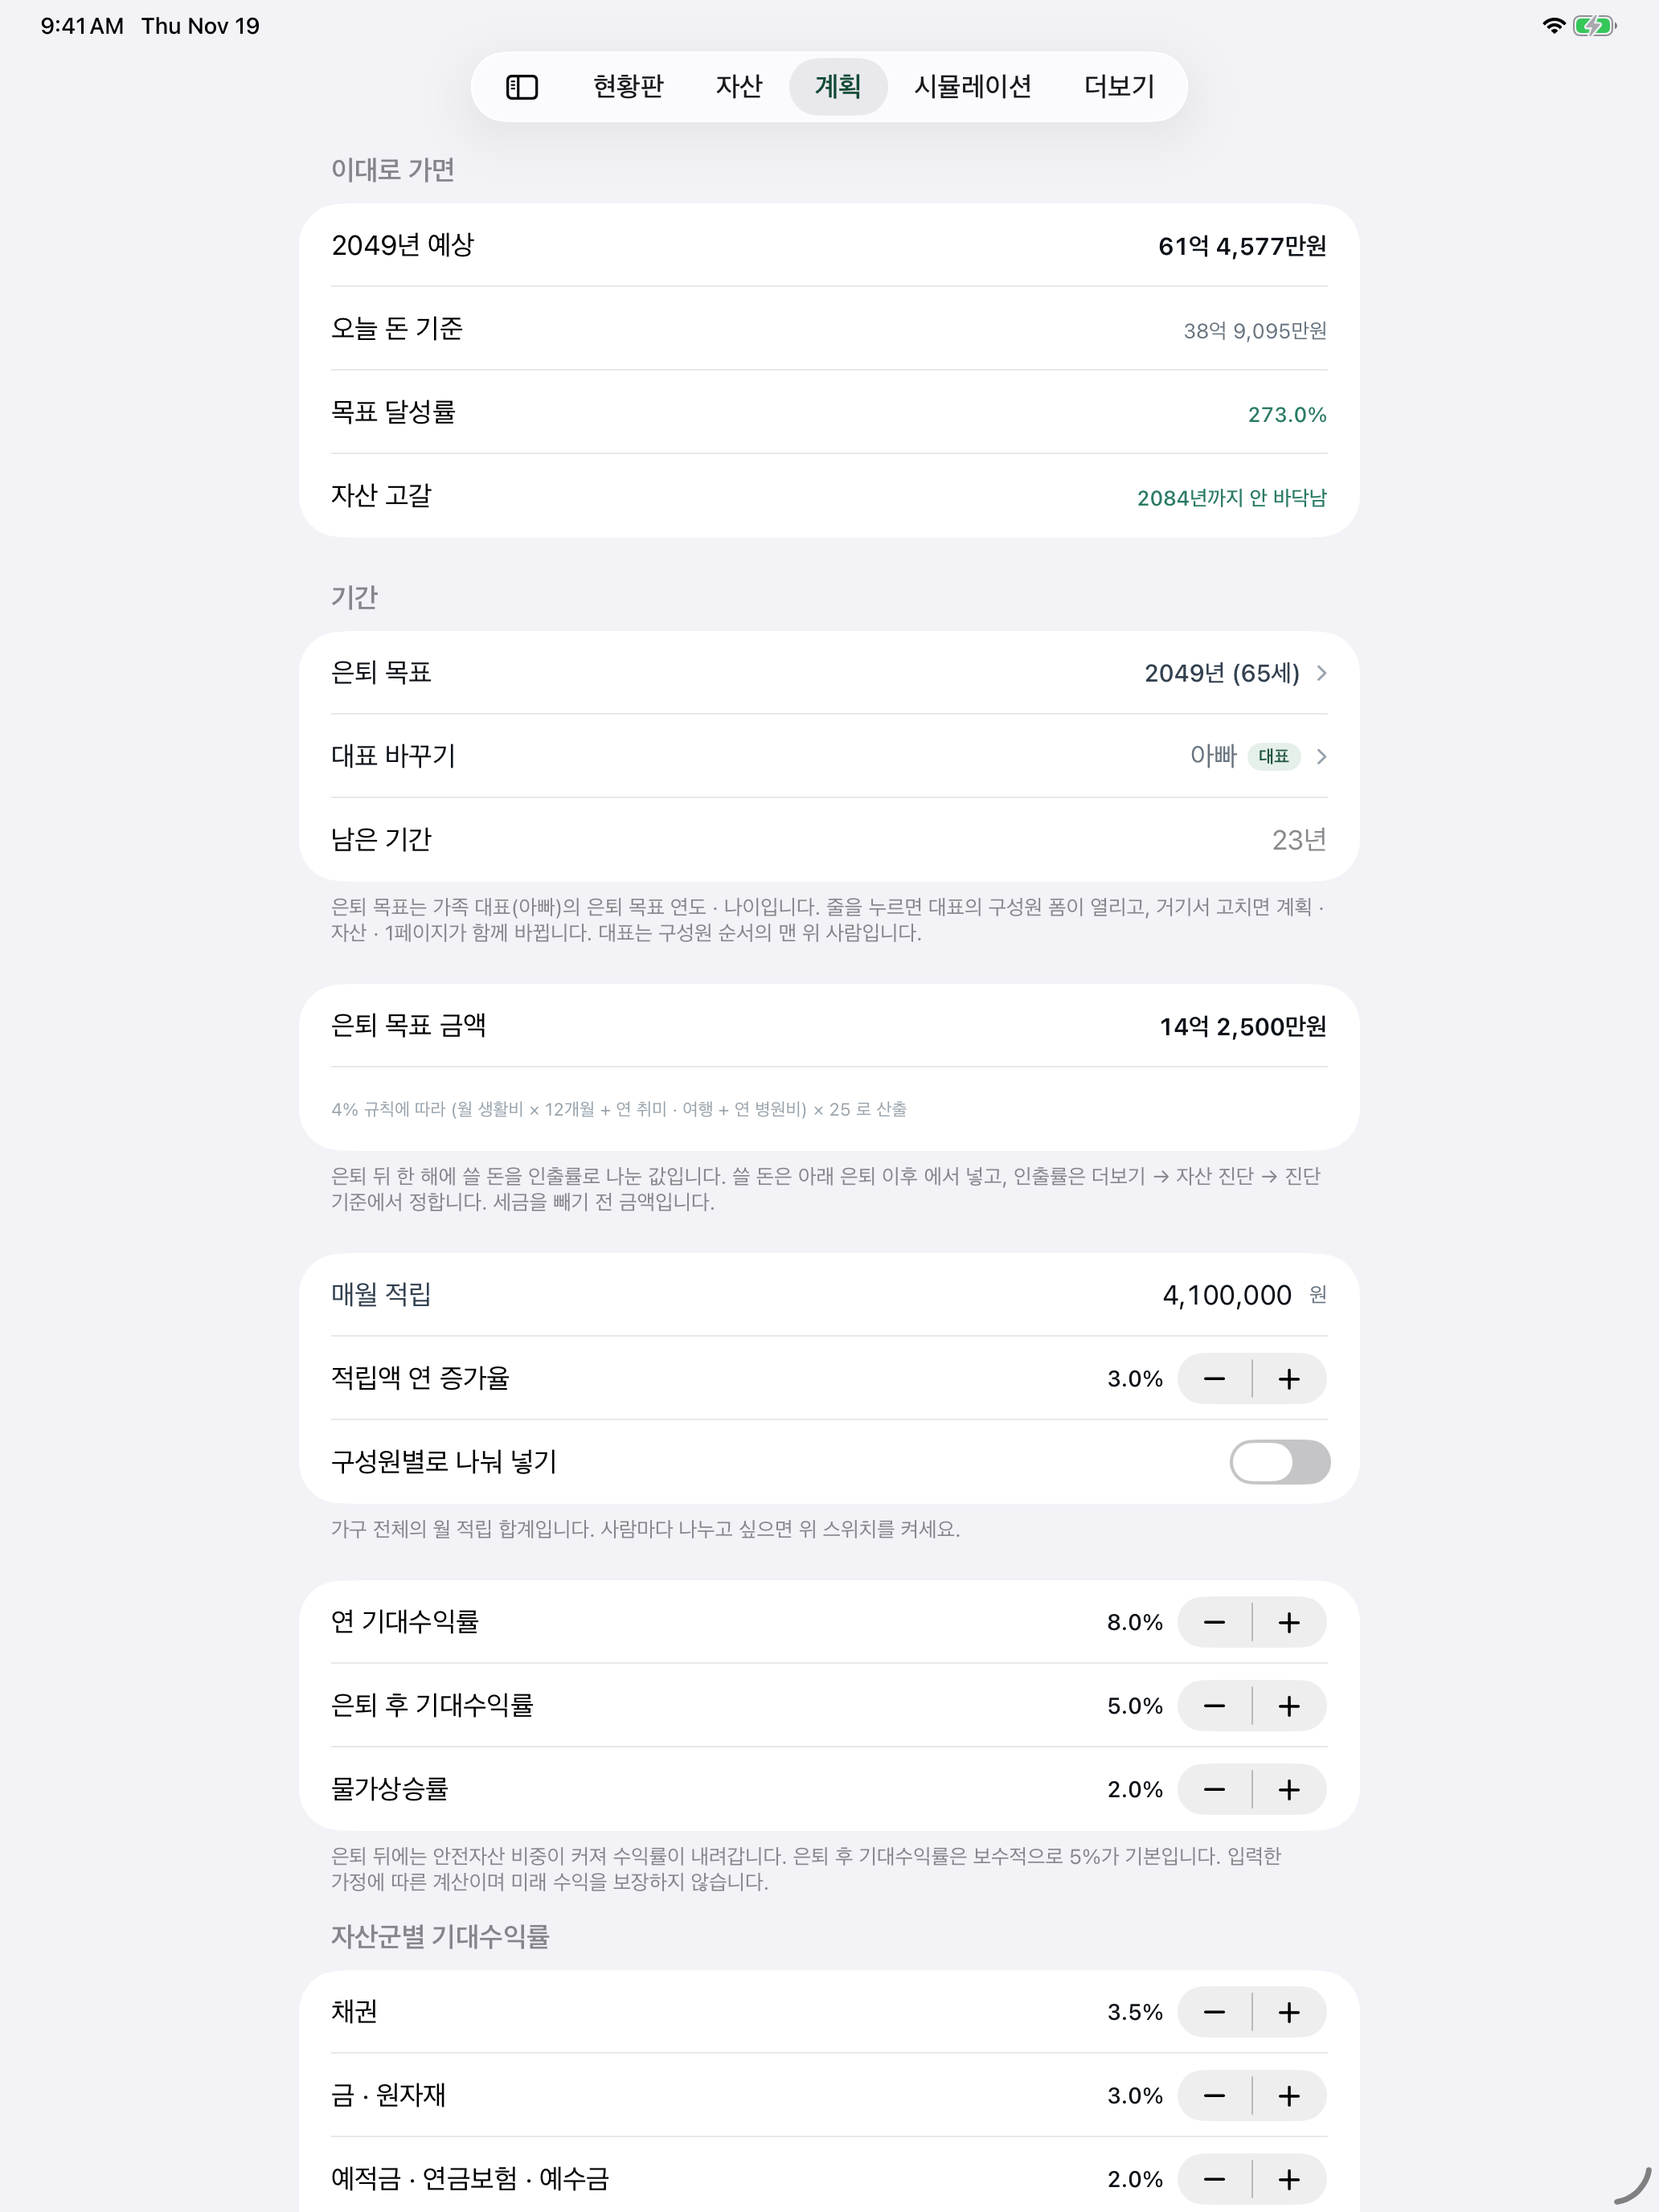 9:41 AM Thu Nov 19
현황판 자산 계획 시뮬레이션 더보기
이대로 가면
2049년 예상 61억 4,577만원
오늘 돈 기준 38억 9,095만원
목표 달성률 273.0%
자산 고갈 2084년까지 안 바닥남
기간
은퇴 목표 2049년 (65세)
대표 바꾸기 아빠 대표
남은 기간 23년
은퇴 목표는 가족 대표(아빠)의 은퇴 목표 연도 · 나이입니다. 줄을 누르면 대표의 구성원 폼이 열리고, 거기서 고치면 계획 ·
자산 · 1페이지가 함께 바뀝니다. 대표는 구성원 순서의 맨 위 사람입니다.
은퇴 목표 금액 14억 2,500만원
4% 규칙에 따라 (월 생활비 × 12개월 + 연 취미 · 여행 + 연 병원비) × 25 로 산출
은퇴 뒤 한 해에 쓸 돈을 인출률로 나눈 값입니다. 쓸 돈은 아래 은퇴 이후 에서 넣고, 인출률은 더보기 → 자산 진단 → 진단
기준에서 정합니다. 세금을 빼기 전 금액입니다.
매월 적립 4,100,000 원
적립액 연 증가율 3.0% − +
구성원별로 나눠 넣기
가구 전체의 월 적립 합계입니다. 사람마다 나누고 싶으면 위 스위치를 켜세요.
연 기대수익률 8.0% − +
은퇴 후 기대수익률 5.0% − +
물가상승률 2.0% − +
은퇴 뒤에는 안전자산 비중이 커져 수익률이 내려갑니다. 은퇴 후 기대수익률은 보수적으로 5%가 기본입니다. 입력한
가정에 따른 계산이며 미래 수익을 보장하지 않습니다.
자산군별 기대수익률
채권 3.5% − +
금 · 원자재 3.0% − +
예적금 · 연금보험 · 예수금 2.0% − +